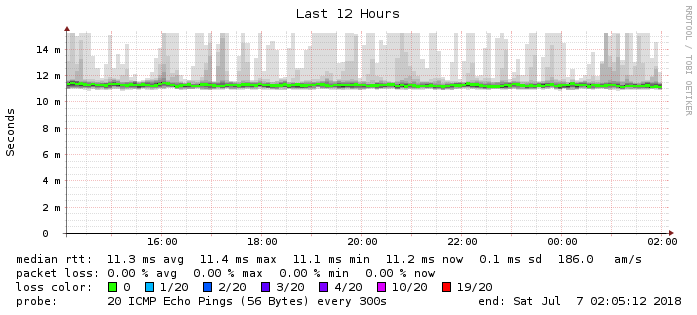 Last 12 Hours
RRDTOOL / TOBI OETIKER
Seconds
14 m
12 m
10 m
8 m
6 m
4 m
2 m
0
16:00 18:00 20:00 22:00 00:00 02:00
median rtt: 11.3 ms avg 11.4 ms max 11.1 ms min 11.2 ms now 0.1 ms sd 186.0 am/s
packet loss: 0.00 % avg 0.00 % max 0.00 % min 0.00 % now
loss color: 0 1/20 2/20 3/20 4/20 10/20 19/20
probe: 20 ICMP Echo Pings (56 Bytes) every 300s end: Sat Jul 7 02:05:12 2018